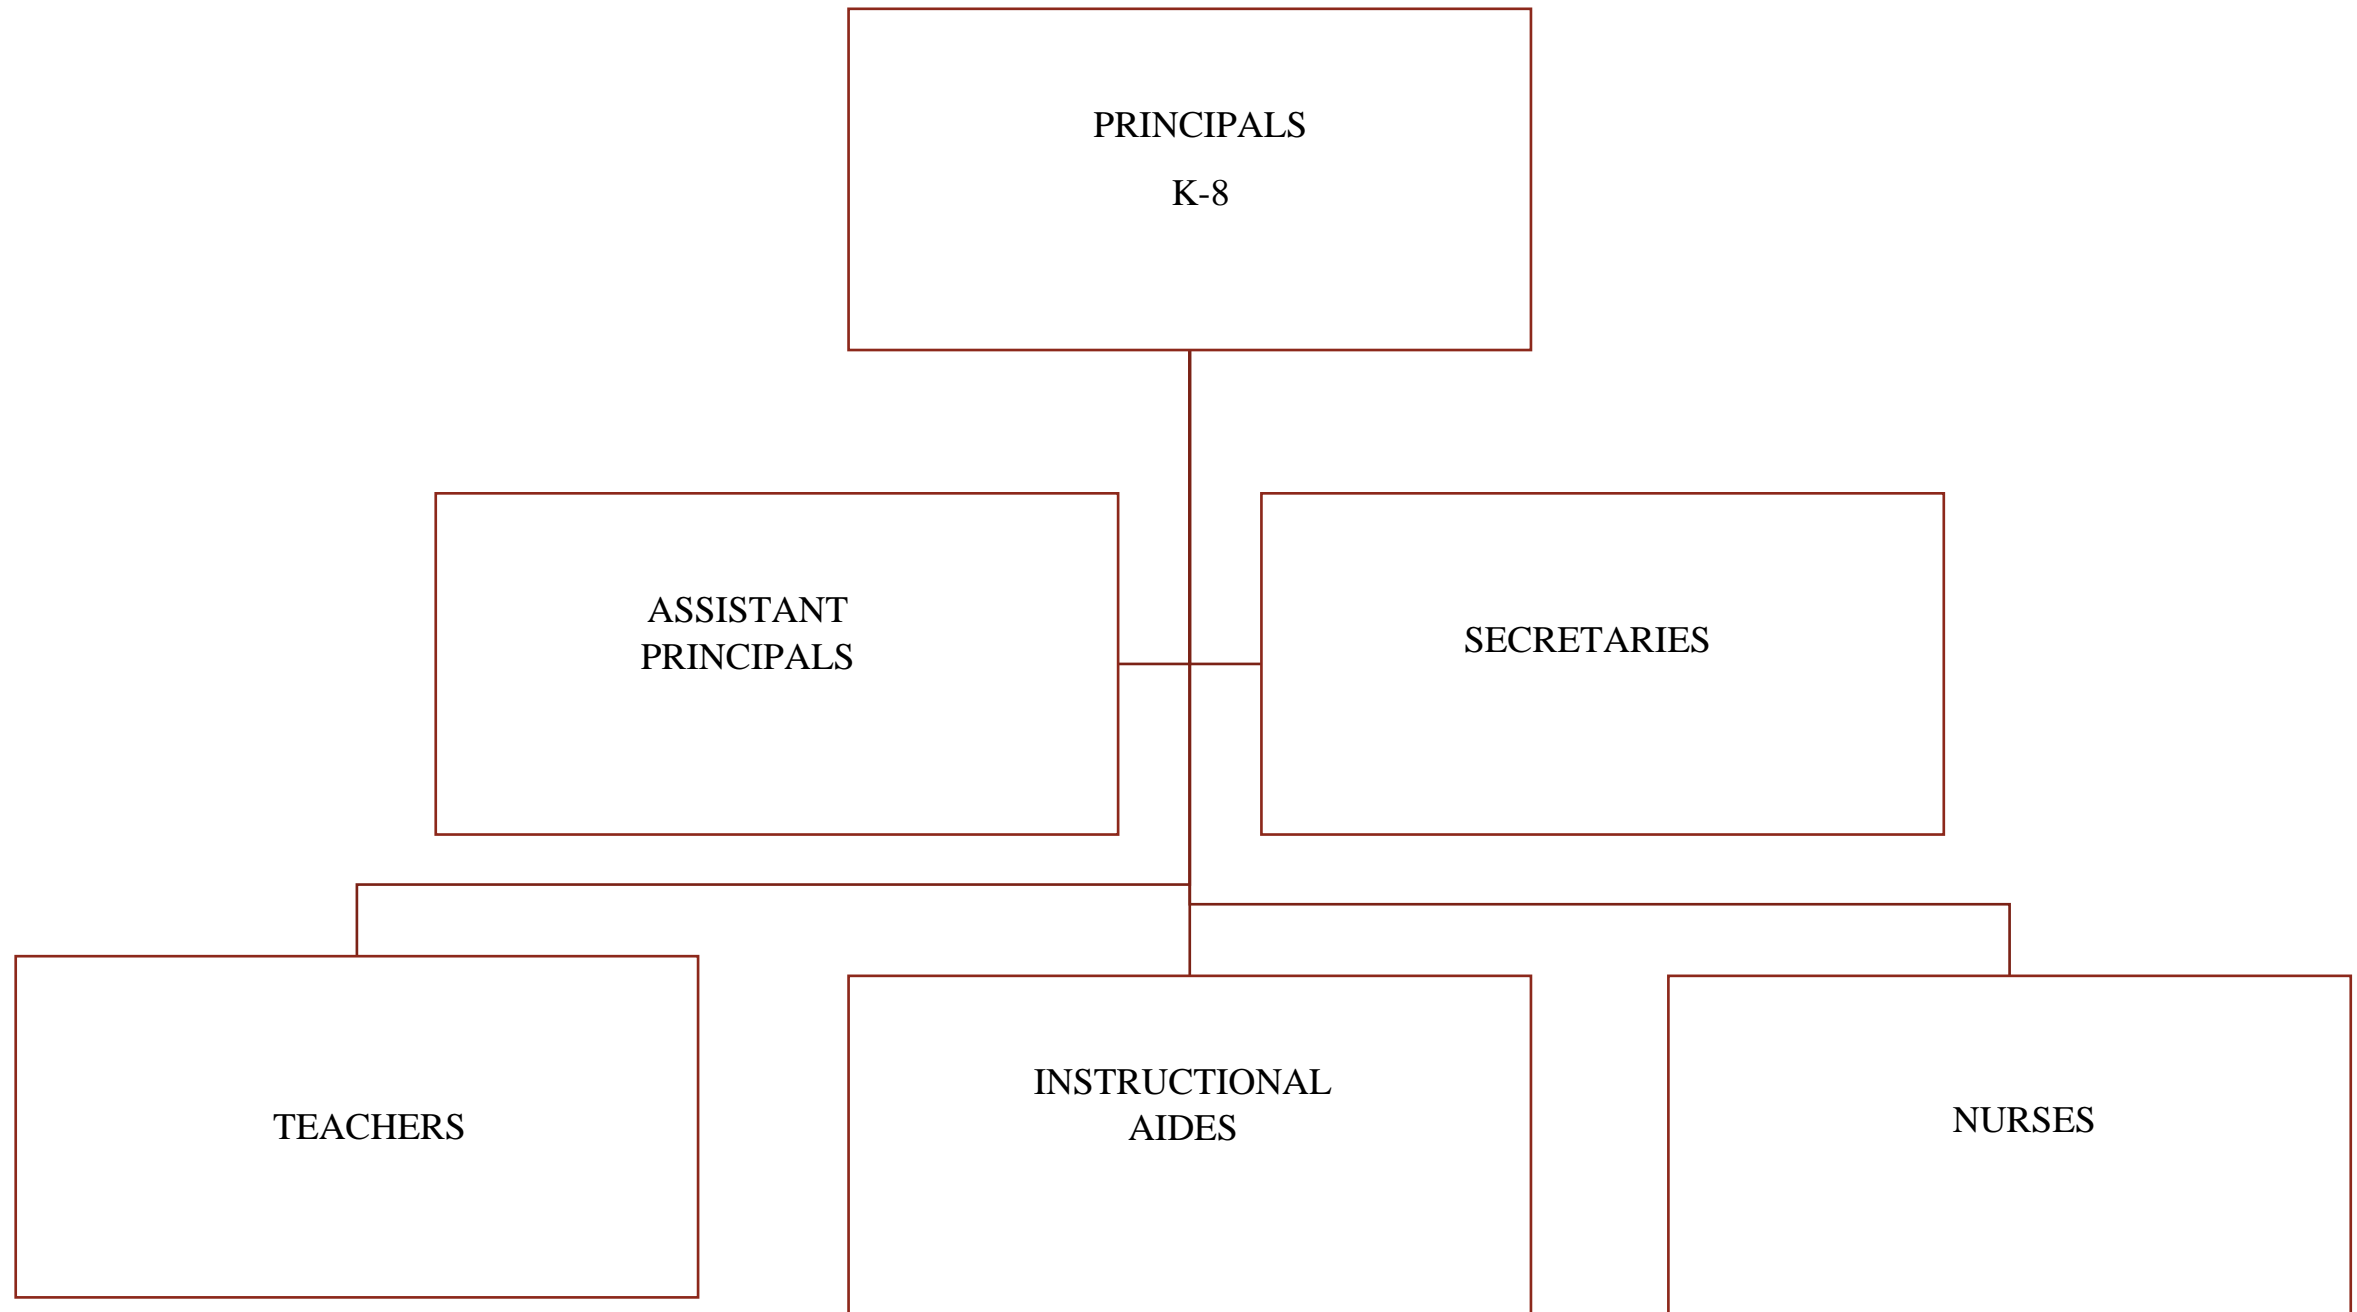 PRINCIPALS
K-8
ASSISTANT
PRINCIPALS
SECRETARIES
TEACHERS
INSTRUCTIONAL
AIDES
NURSES